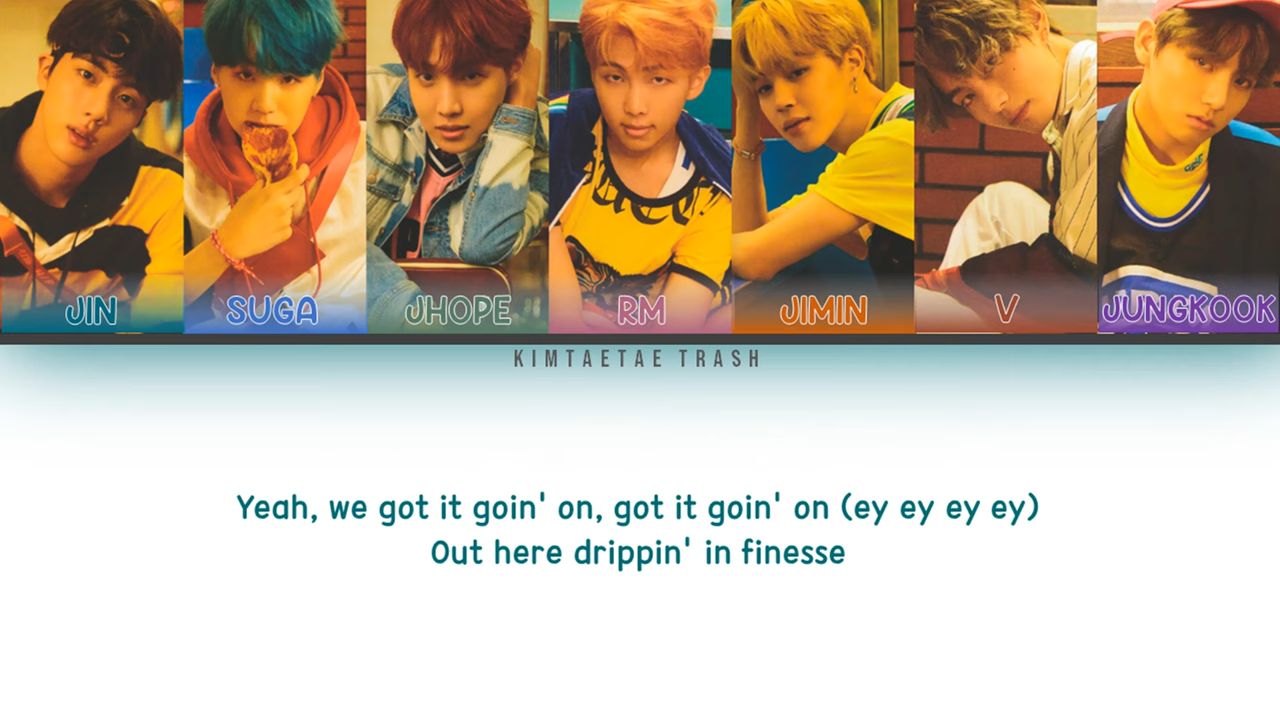 JIN SUGA JHOPE RM JIMIN V JUNGKOOK
KIMTAETAE TRASH
Yeah, we got it goin' on, got it goin' on (ey ey ey ey)
Out here drippin' in finesse